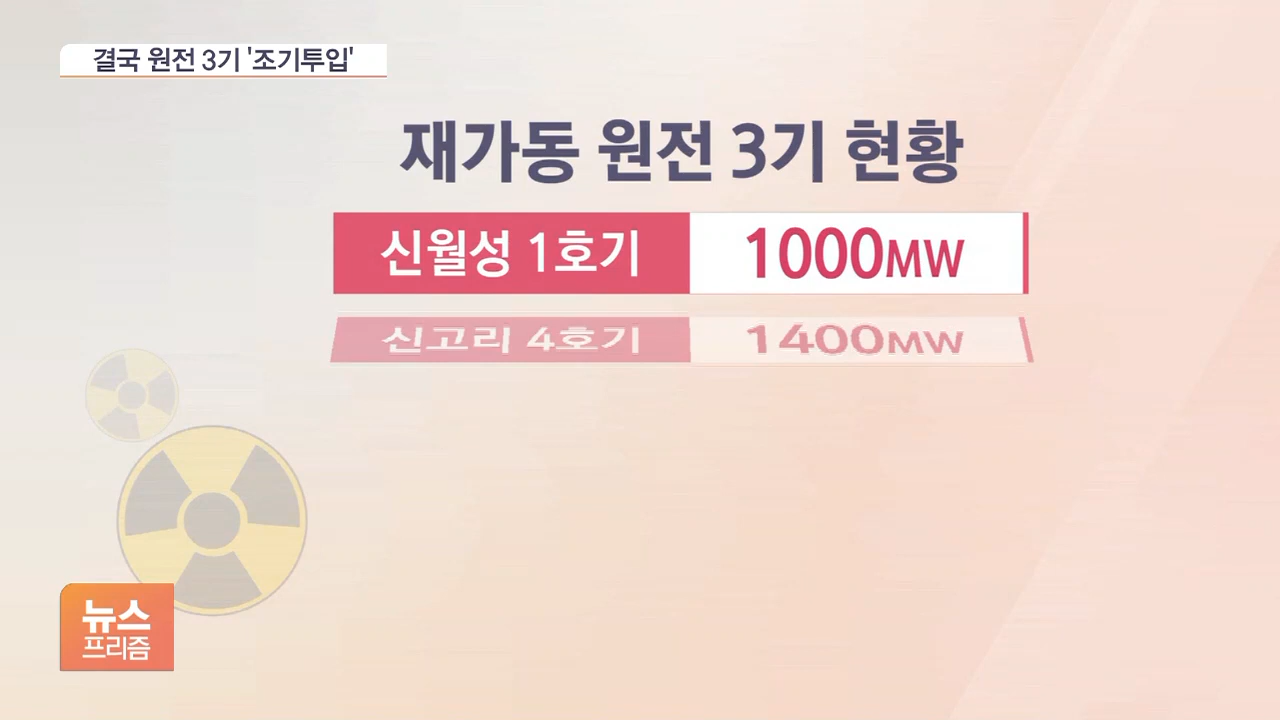 결국 원전 3기 '조기투입'
재가동 원전 3기 현황
신월성 1호기 1000MW
신고리 4호기 1400MW
뉴스
프리즘